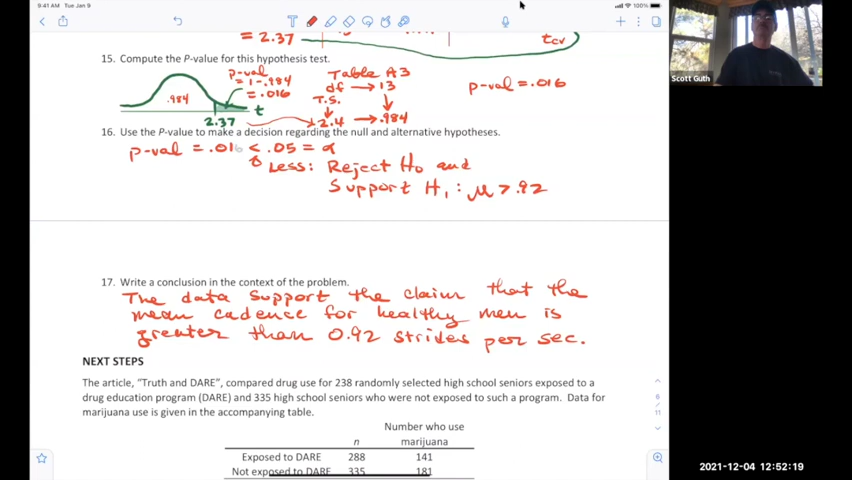 9:41 AM Tue Jan 9
100%
= 2.37
tcv
15. Compute the P-value for this hypothesis test.
p-val
= 1-.984
= .016
.984
t
2.37
Table A3
df → 13
T.S.
2.4 → .984
p-val = .016
16. Use the P-value to make a decision regarding the null and alternative hypotheses.
p-val = .016 < .05 = α
Less: Reject H₀ and
Support H₁ : μ > .92
17. Write a conclusion in the context of the problem.
The data support the claim that the
mean cadence for healthy men is
greater than 0.92 strides per sec.
NEXT STEPS
The article, "Truth and DARE", compared drug use for 238 randomly selected high school seniors exposed to a
drug education program (DARE) and 335 high school seniors who were not exposed to such a program. Data for
marijuana use is given in the accompanying table.
Number who use
n marijuana
Exposed to DARE 288 141
Not exposed to DARE 335 181
6
11
Scott Guth
2021-12-04 12:52:19